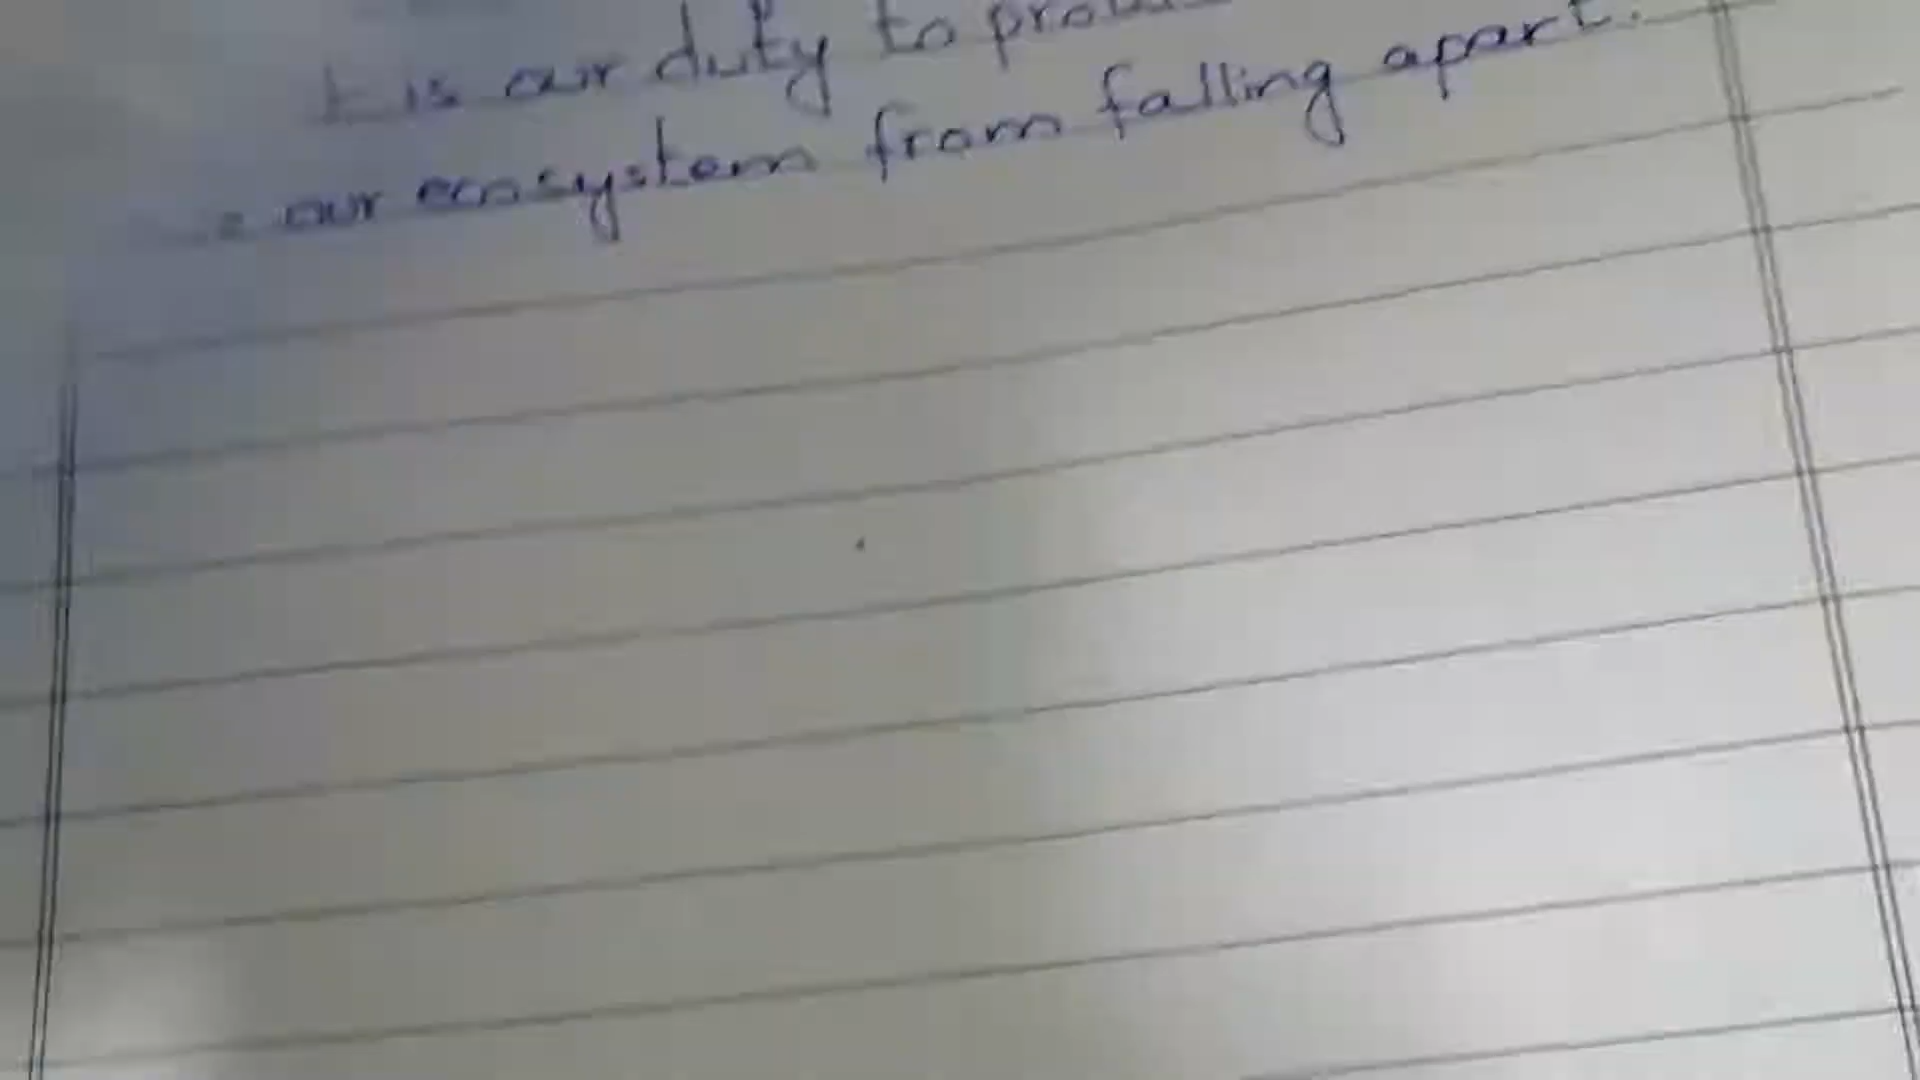 is our duty to
our ecosystem from falling apart.